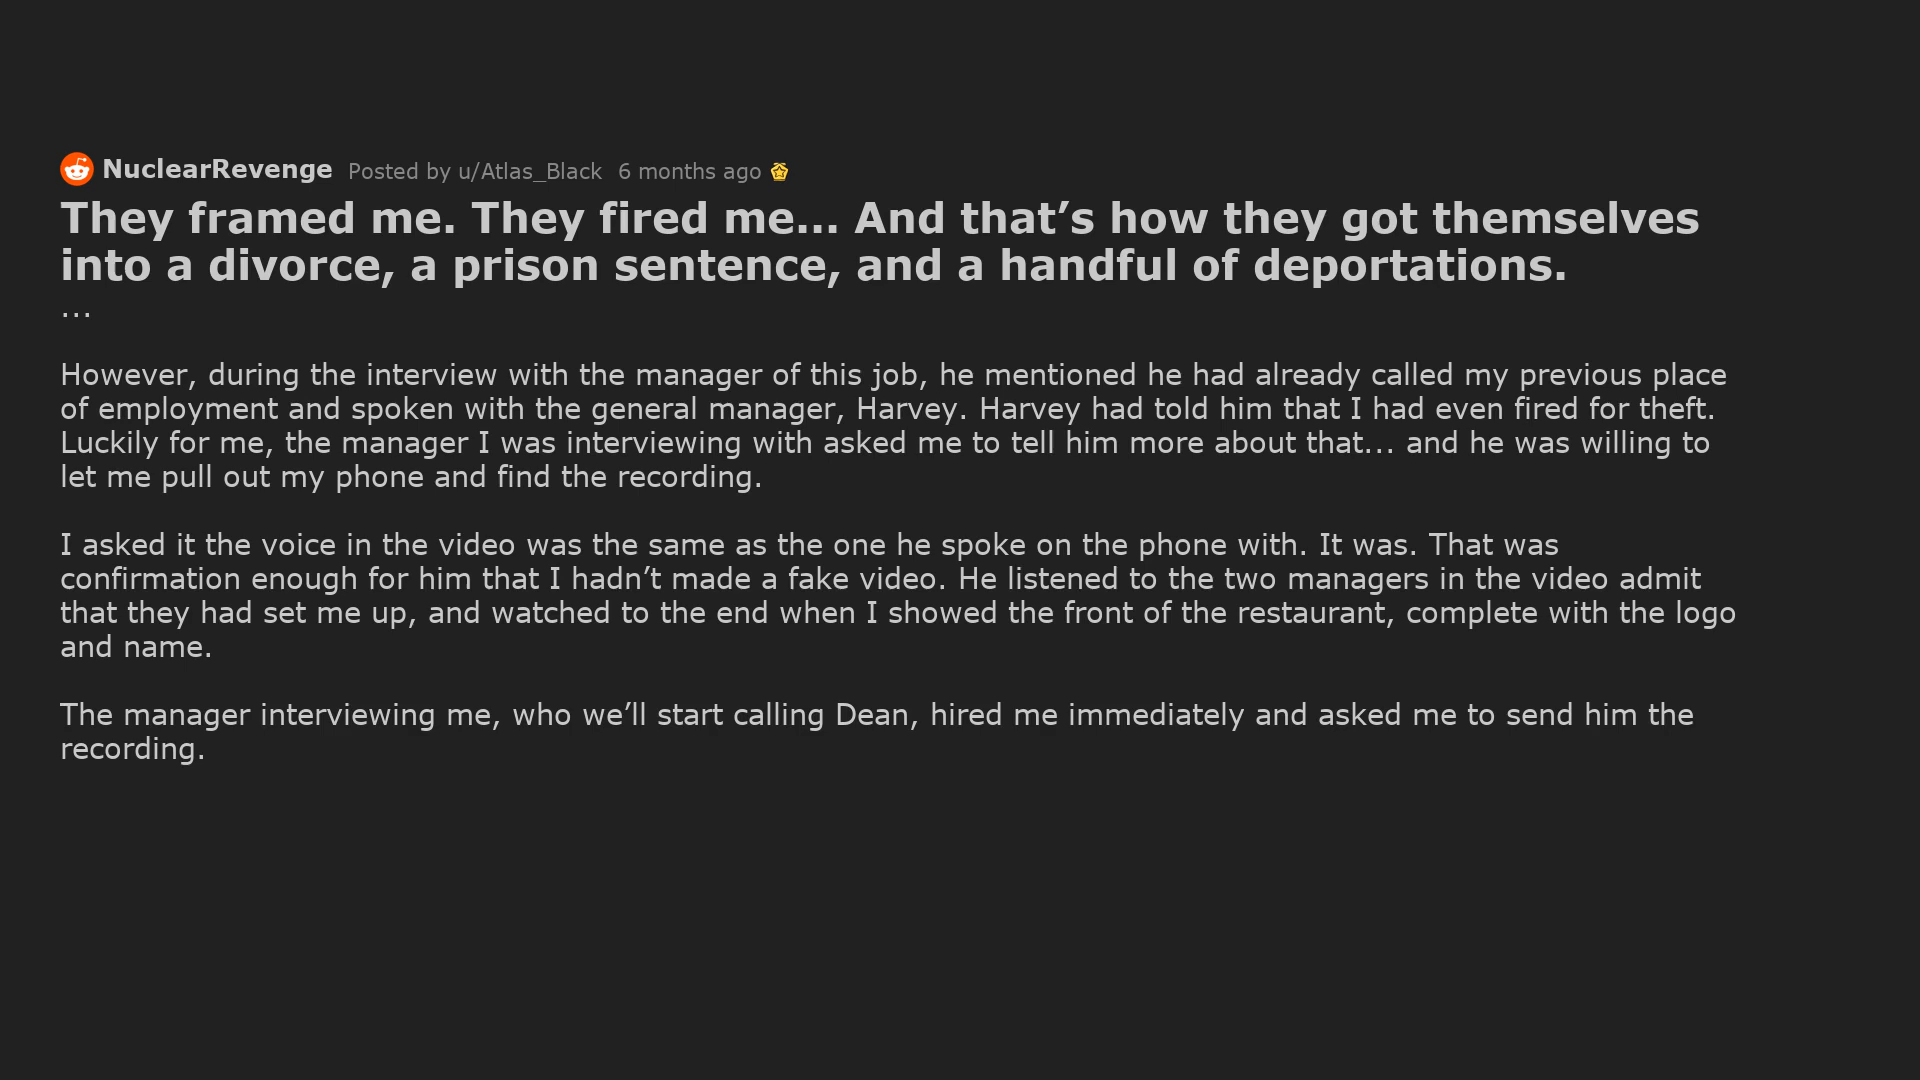 NuclearRevenge Posted by u/Atlas_Black 6 months ago
They framed me. They fired me... And that’s how they got themselves
into a divorce, a prison sentence, and a handful of deportations.
...
However, during the interview with the manager of this job, he mentioned he had already called my previous place
of employment and spoken with the general manager, Harvey. Harvey had told him that I had even fired for theft.
Luckily for me, the manager I was interviewing with asked me to tell him more about that... and he was willing to
let me pull out my phone and find the recording.
I asked it the voice in the video was the same as the one he spoke on the phone with. It was. That was
confirmation enough for him that I hadn’t made a fake video. He listened to the two managers in the video admit
that they had set me up, and watched to the end when I showed the front of the restaurant, complete with the logo
and name.
The manager interviewing me, who we’ll start calling Dean, hired me immediately and asked me to send him the
recording.